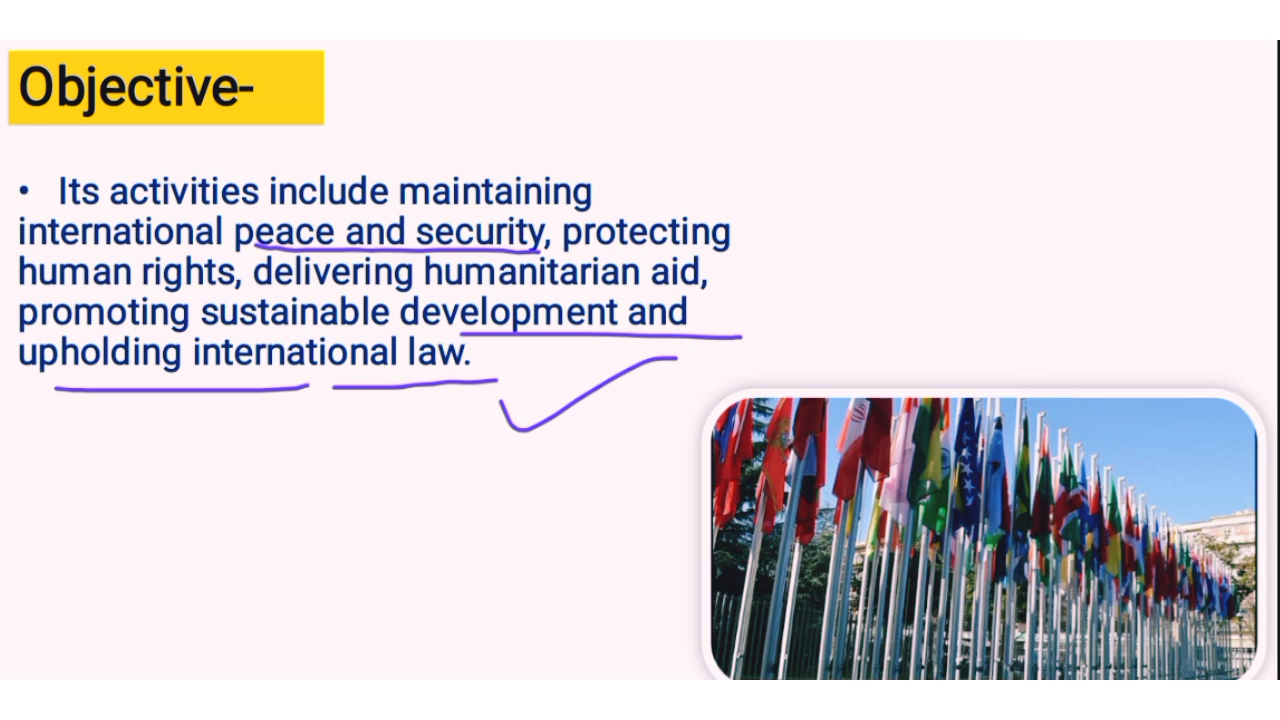 Objective-
• Its activities include maintaining
international peace and security, protecting
human rights, delivering humanitarian aid,
promoting sustainable development and
upholding international law.